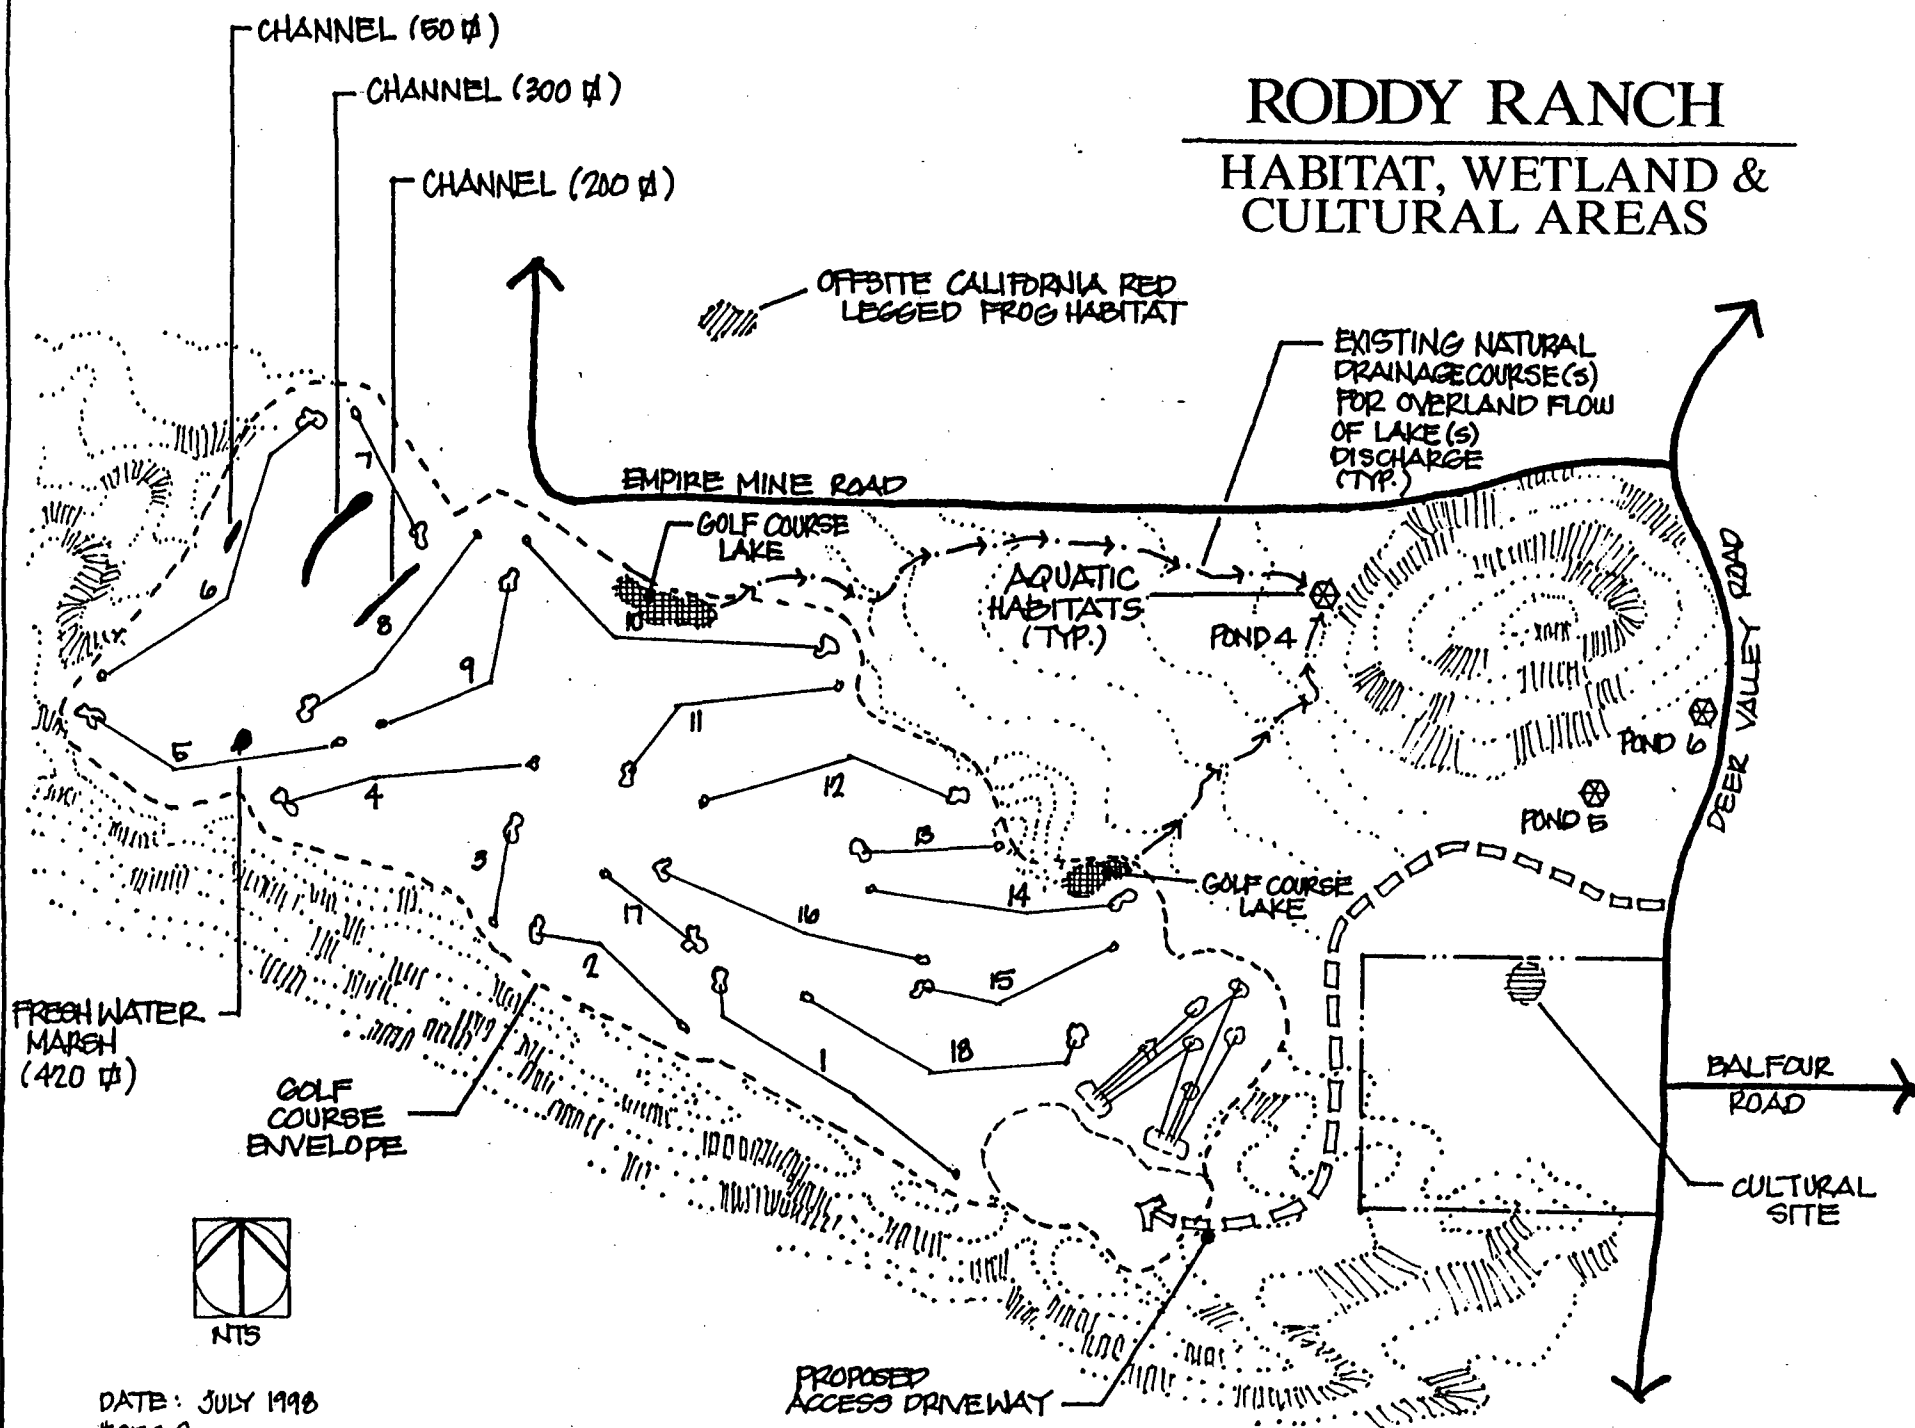 CHANNEL (50 ⌷)
CHANNEL (300 ⌷)
CHANNEL (200 ⌷)
RODDY RANCH
HABITAT, WETLAND &
CULTURAL AREAS
OFFSITE CALIFORNIA RED
LEGGED FROG HABITAT
EXISTING NATURAL
DRAINAGE COURSE(S)
FOR OVERLAND FLOW
OF LAKE(S)
DISCHARGE
(TYP.)
EMPIRE MINE ROAD
GOLF COURSE
LAKE
AQUATIC
HABITATS
(TYP.)
POND 4
POND 6
POND 5
DEER VALLEY ROAD
7
6
8
10
9
11
5
4
12
3
13
14
GOLF COURSE
LAKE
17
16
2
15
1
18
FRESH WATER
MARSH
(420 ⌷)
GOLF
COURSE
ENVELOPE
BALFOUR
ROAD
CULTURAL
SITE
NTS
PROPOSED
ACCESS DRIVEWAY
DATE: JULY 1998